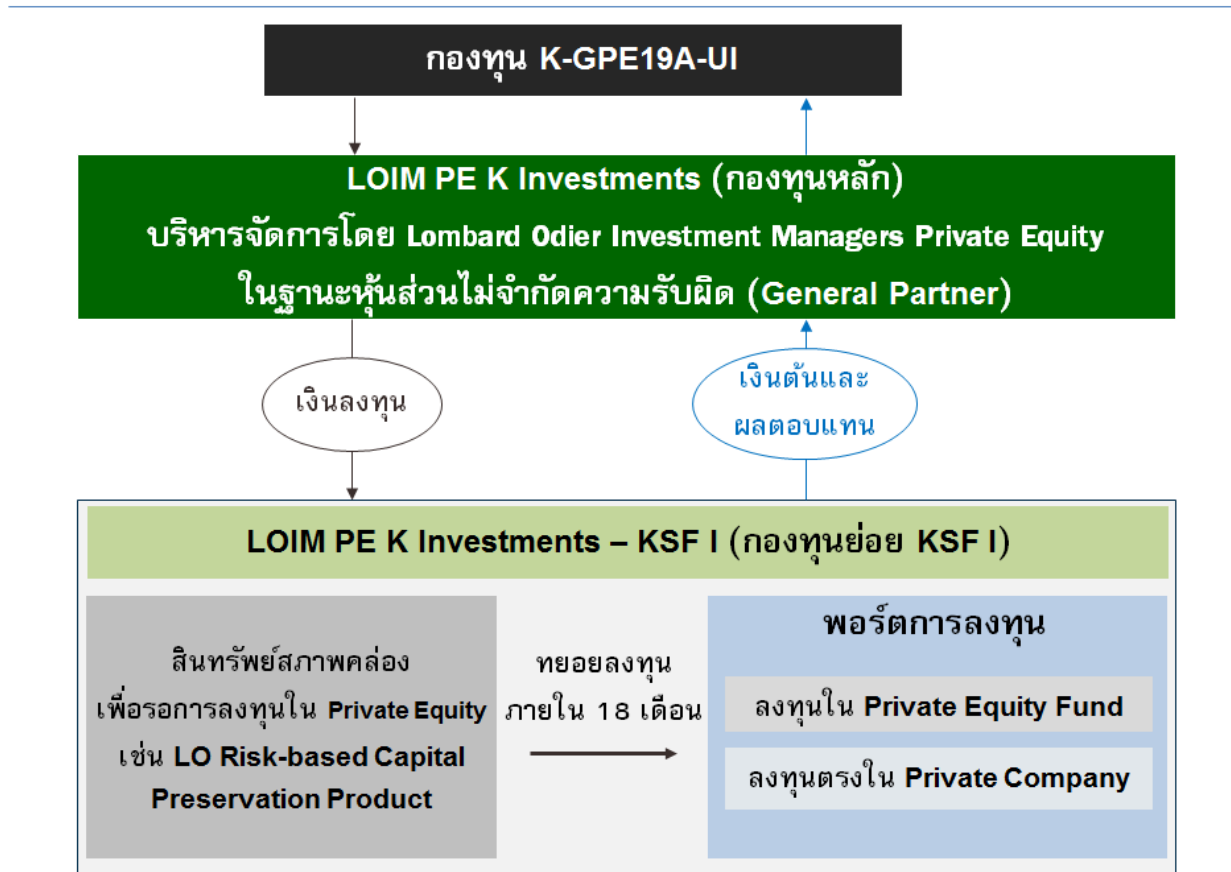 กองทุน K-GPE19A-UI
LOIM PE K Investments (กองทุนหลัก)
บริหารจัดการโดย Lombard Odier Investment Managers Private Equity
ในฐานะหุ้นส่วนไม่จำกัดความรับผิด (General Partner)
เงินลงทุน
เงินต้นและ
ผลตอบแทน
LOIM PE K Investments – KSF I (กองทุนย่อย KSF I)
สินทรัพย์สภาพคล่อง
เพื่อรอการลงทุนใน Private Equity
เช่น LO Risk-based Capital
Preservation Product
ทยอยลงทุน
ภายใน 18 เดือน
พอร์ตการลงทุน
ลงทุนใน Private Equity Fund
ลงทุนตรงใน Private Company